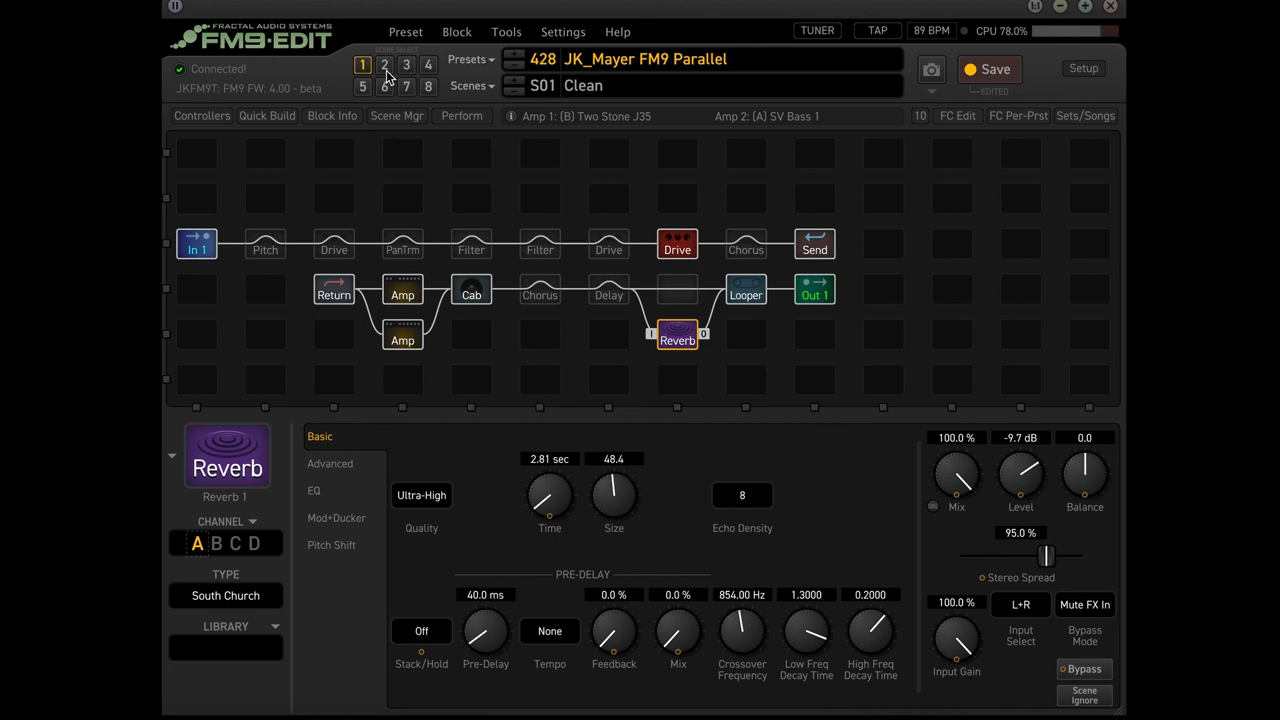 1:1
FRACTAL AUDIO SYSTEMS
FM9-EDIT
Preset Block Tools Settings Help
TUNER TAP 89 BPM CPU 78.0%
SCENE SELECT
1 2 3 4
5 6 7 8
Connected!
JKFM9T: FM9 FW: 4.00 - beta
Presets 428 JK_Mayer FM9 Parallel
Scenes S01 Clean
Save
EDITED
Setup
Controllers Quick Build Block Info Scene Mgr Perform Amp 1: (B) Two Stone J35 Amp 2: (A) SV Bass 1 10 FC Edit FC Per-Prst Sets/Songs
In 1 Pitch Drive PanTrm Filter Filter Drive Drive Chorus Send
Return Amp Cab Chorus Delay Looper Out 1
Amp I Reverb O
Reverb
Reverb 1
CHANNEL
A B C D
TYPE
South Church
LIBRARY
Basic
Advanced
EQ
Mod+Ducker
Pitch Shift
2.81 sec 48.4
Ultra-High 8
Quality Time Size Echo Density
PRE-DELAY
40.0 ms 0.0 % 0.0 % 854.00 Hz 1.3000 0.2000
Off None
Stack/Hold Pre-Delay Tempo Feedback Mix Crossover Frequency Low Freq Decay Time High Freq Decay Time
100.0 % -9.7 dB 0.0
Mix Level Balance
95.0 %
Stereo Spread
100.0 % L+R Mute FX In
Input Gain Input Select Bypass Mode
Bypass
Scene Ignore